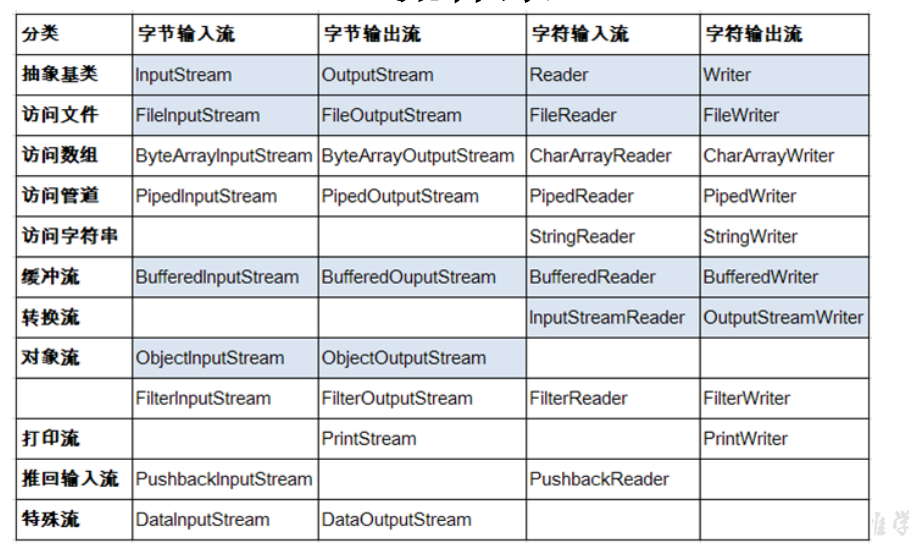 分类 字节输入流 字节输出流 字符输入流 字符输出流
抽象基类 InputStream OutputStream Reader Writer
访问文件 FileInputStream FileOutputStream FileReader FileWriter
访问数组 ByteArrayInputStream ByteArrayOutputStream CharArrayReader CharArrayWriter
访问管道 PipedInputStream PipedOutputStream PipedReader PipedWriter
访问字符串 StringReader StringWriter
缓冲流 BufferedInputStream BufferedOuputStream BufferedReader BufferedWriter
转换流 InputStreamReader OutputStreamWriter
对象流 ObjectInputStream ObjectOutputStream
FilterInputStream FilterOutputStream FilterReader FilterWriter
打印流 PrintStream PrintWriter
推回输入流 PushbackInputStream PushbackReader
特殊流 DataInputStream DataOutputStream